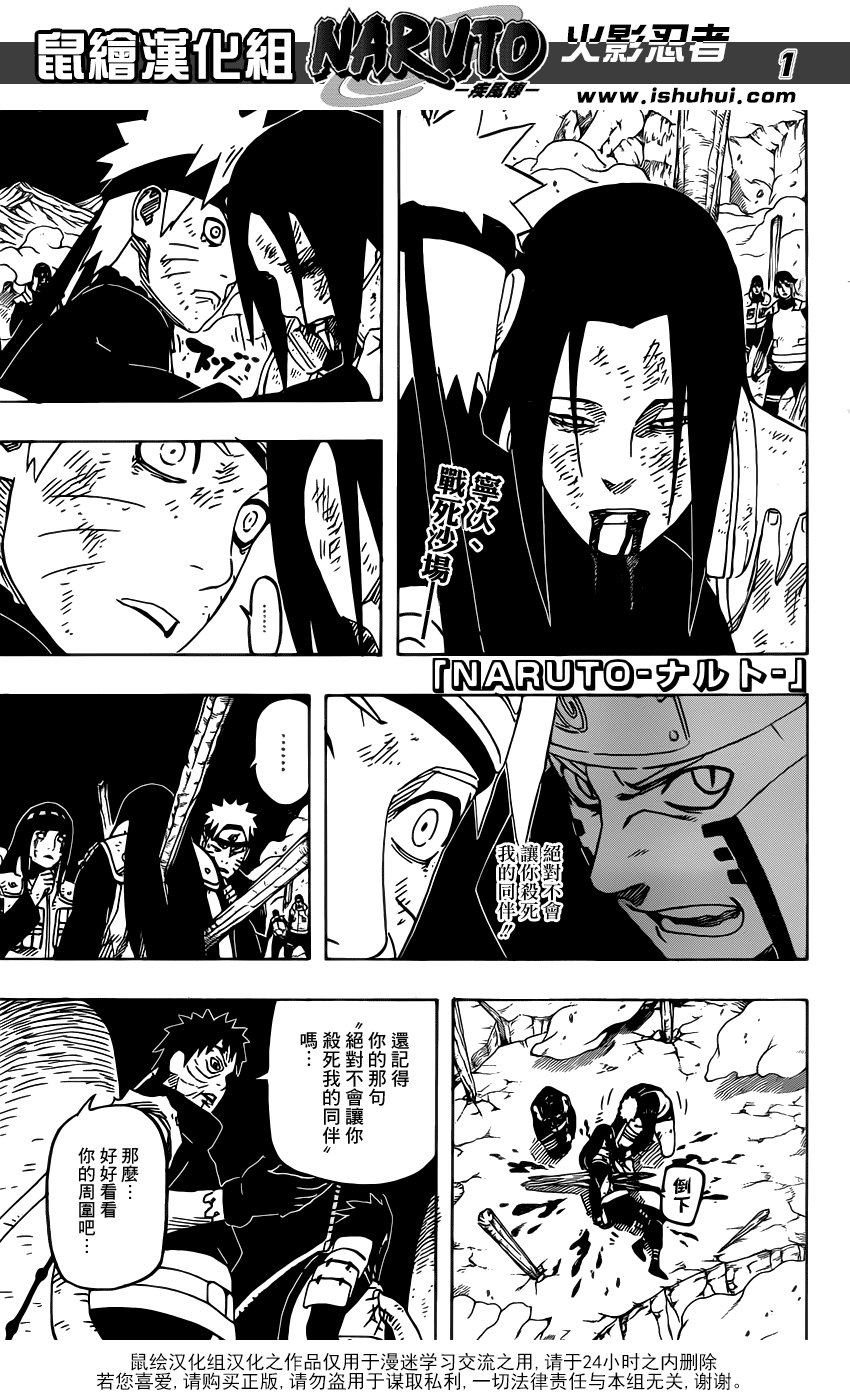 鼠繪漢化組
NARUTO
疾風傳
火影忍者
1
www.ishuhui.com
寧次、
戰死沙場——
ズッ
「NARUTO-ナルト-」
……
絕對不會
讓你殺死
我的同伴!!
……
倒下
還記得
你的那句
“絕對不會讓你
殺死我的同伴”
嗎…
那麼…
好好看看
你的周圍吧…
鼠绘汉化组汉化之作品仅用于漫迷学习交流之用, 请于24小时之内删除
若您喜爱, 请购买正版, 请勿盗用于谋取私利, 一切法律责任与本组无关, 谢谢。